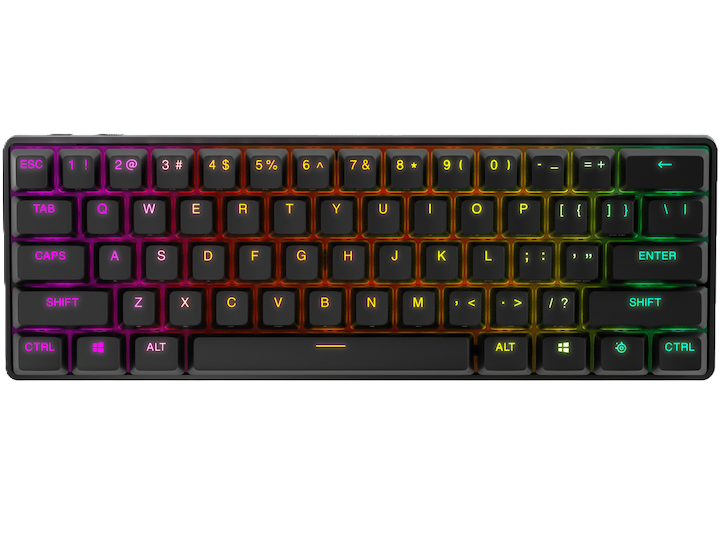 ESC 1 ! 2 @ 3 # 4 $ 5 % 6 ^ 7 & 8 * 9 ( 0 ) - _ = + ←
TAB Q W E R T Y U I O P [ { ] } \ |
CAPS A S D F G H J K L ; : ' " ENTER
SHIFT Z X C V B N M , < . > / ? SHIFT
CTRL ALT — ALT CTRL